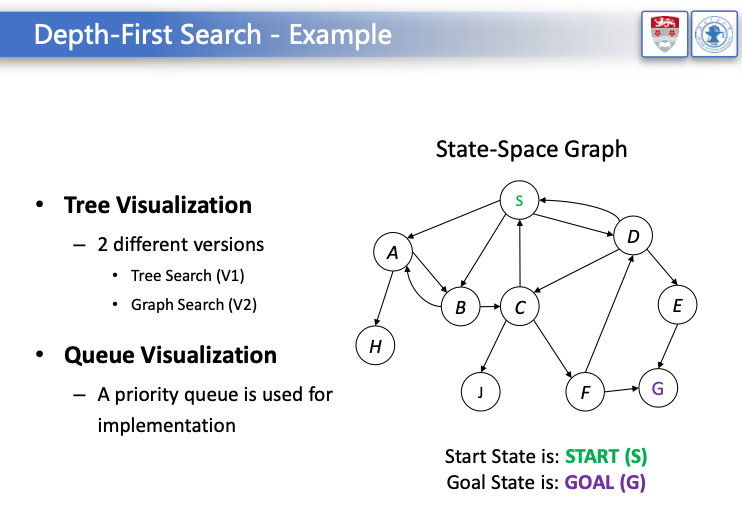 Depth-First Search - Example
• Tree Visualization
– 2 different versions
• Tree Search (V1)
• Graph Search (V2)
• Queue Visualization
– A priority queue is used for
implementation
State-Space Graph
S
A
D
B
C
E
H
J
F
G
Start State is: START (S)
Goal State is: GOAL (G)